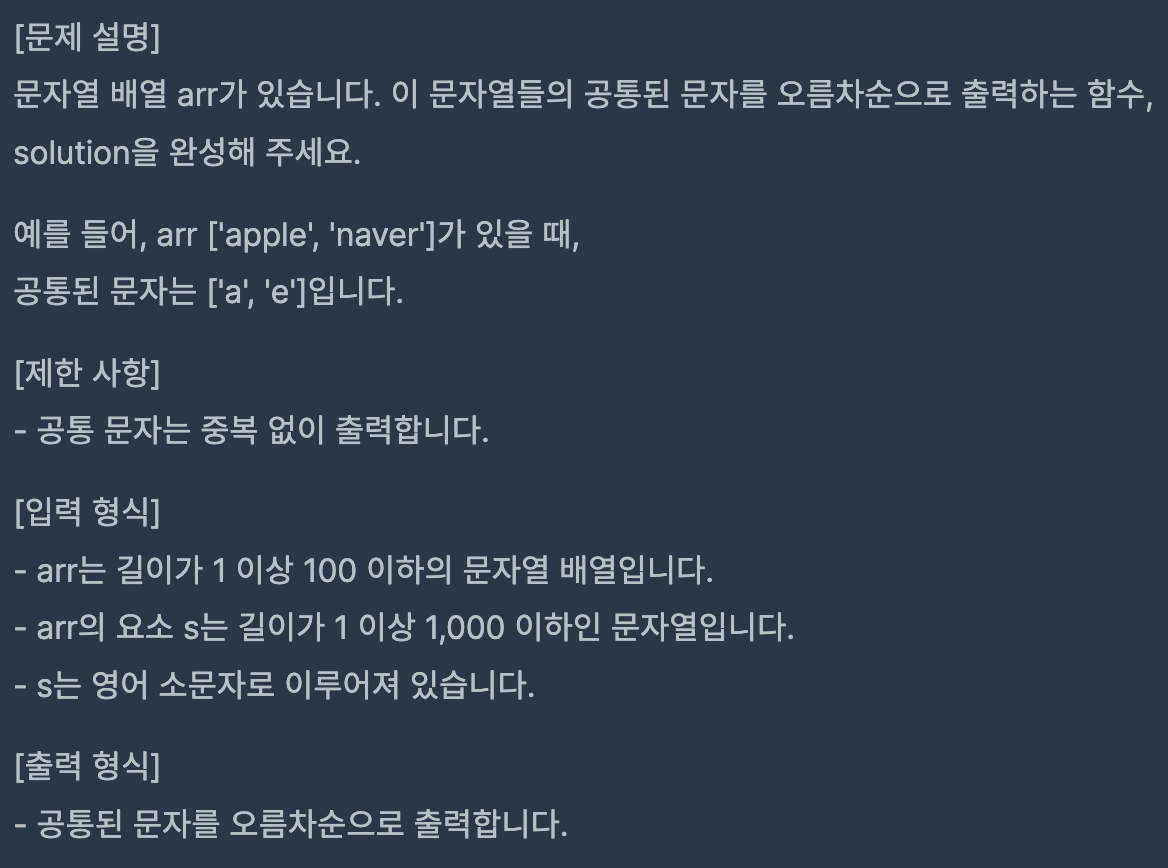 [문제 설명]
문자열 배열 arr가 있습니다. 이 문자열들의 공통된 문자를 오름차순으로 출력하는 함수,
solution을 완성해 주세요.
예를 들어, arr ['apple', 'naver']가 있을 때,
공통된 문자는 ['a', 'e']입니다.
[제한 사항]
- 공통 문자는 중복 없이 출력합니다.
[입력 형식]
- arr는 길이가 1 이상 100 이하의 문자열 배열입니다.
- arr의 요소 s는 길이가 1 이상 1,000 이하인 문자열입니다.
- s는 영어 소문자로 이루어져 있습니다.
[출력 형식]
- 공통된 문자를 오름차순으로 출력합니다.